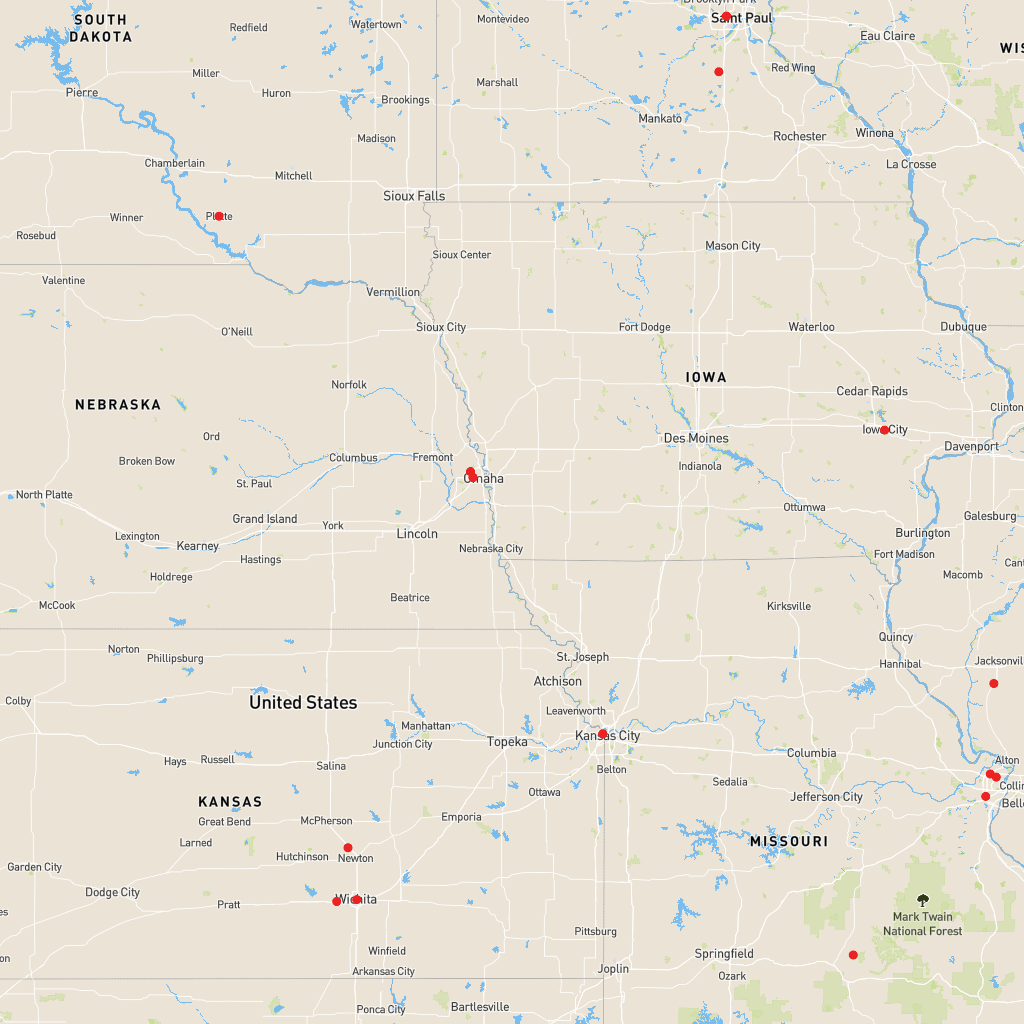 Brooklyn Park
SOUTH
DAKOTA
Redfield
Watertown
Montevideo
Saint Paul
Eau Claire
WIS
Miller
Pierre
Huron
Brookings
Marshall
Red Wing
Mankato
Madison
Rochester
Winona
Chamberlain
La Crosse
Mitchell
Sioux Falls
Winner
Platte
Rosebud
Mason City
Sioux Center
Valentine
Vermillion
O'Neill
Sioux City
Fort Dodge
Waterloo
Dubuque
IOWA
Norfolk
Cedar Rapids
NEBRASKA
Clinton
Ord
Iowa City
Des Moines
Davenport
Broken Bow
Columbus
Fremont
Indianola
St. Paul
Omaha
North Platte
Ottumwa
Grand Island
York
Galesburg
Lexington
Lincoln
Burlington
Kearney
Nebraska City
Hastings
Fort Madison
Holdrege
Macomb
Cant
McCook
Beatrice
Kirksville
Quincy
Norton
Phillipsburg
St. Joseph
Hannibal
Jacksonvil
Atchison
Colby
United States
Leavenworth
Manhattan
Junction City
Topeka
Kansas City
Columbia
Hays
Russell
Salina
Belton
Alton
Sedalia
Ottawa
Collin
Jefferson City
KANSAS
Belle
Great Bend
McPherson
Emporia
Larned
MISSOURI
Hutchinson
Newton
Garden City
Dodge City
Wichita
Pratt
es
Mark Twain
National Forest
Pittsburg
Winfield
Springfield
on
Arkansas City
Joplin
Ozark
Ponca City
Bartlesville